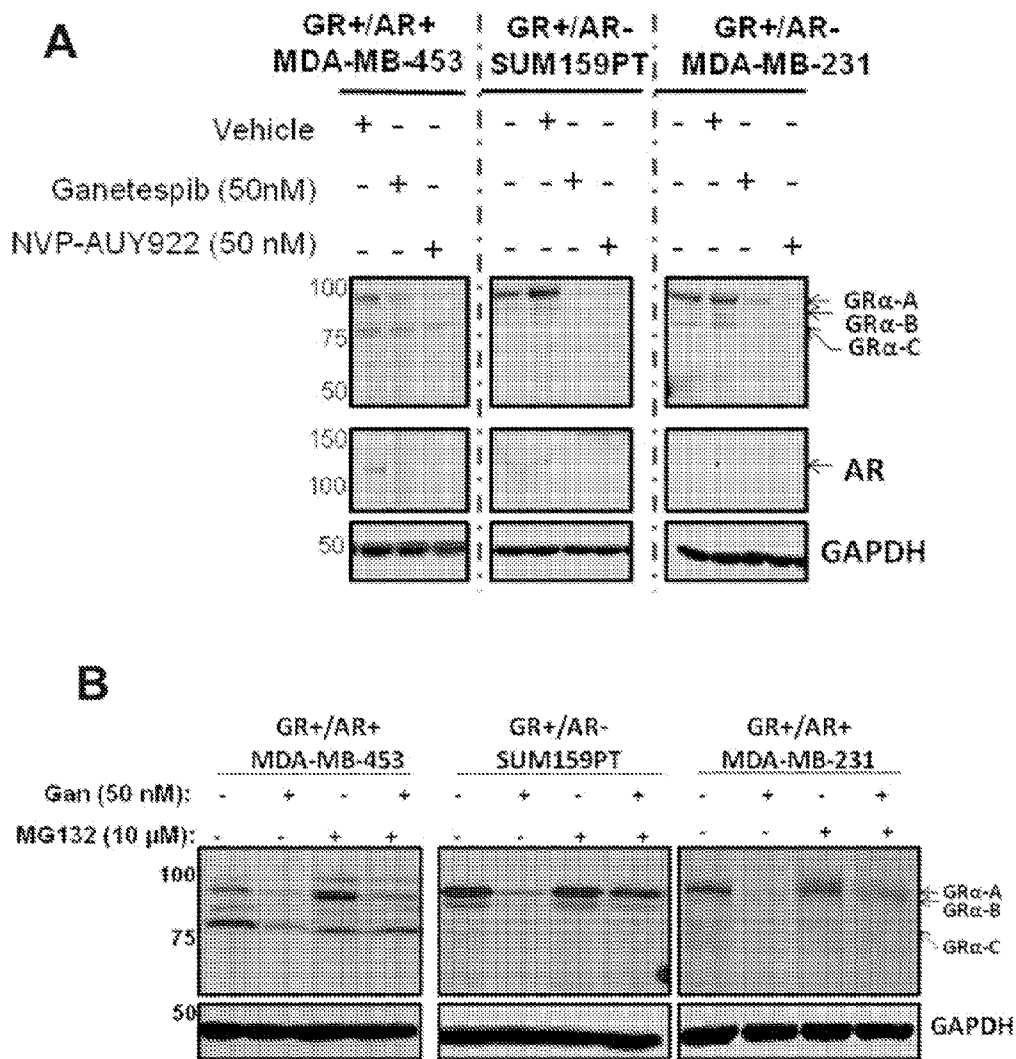 A
GR+/AR+ GR+/AR- GR+/AR-
MDA-MB-453 SUM159PT MDA-MB-231
Vehicle + - - - + - - - + - -
Ganetespib (50nM) - + - - - + - - - + -
NVP-AUY922 (50 nM) - - + - - - + - - - +
100
75
50
GRα-A
GRα-B
GRα-C
150
100
AR
50
GAPDH
B
GR+/AR+ GR+/AR- GR+/AR+
MDA-MB-453 SUM159PT MDA-MB-231
Gan (50 nM): - + - + - + - + - + - +
MG132 (10 µM): - - + + - - + + - - + +
100
75
GRα-A
GRα-B
GRα-C
50
GAPDH